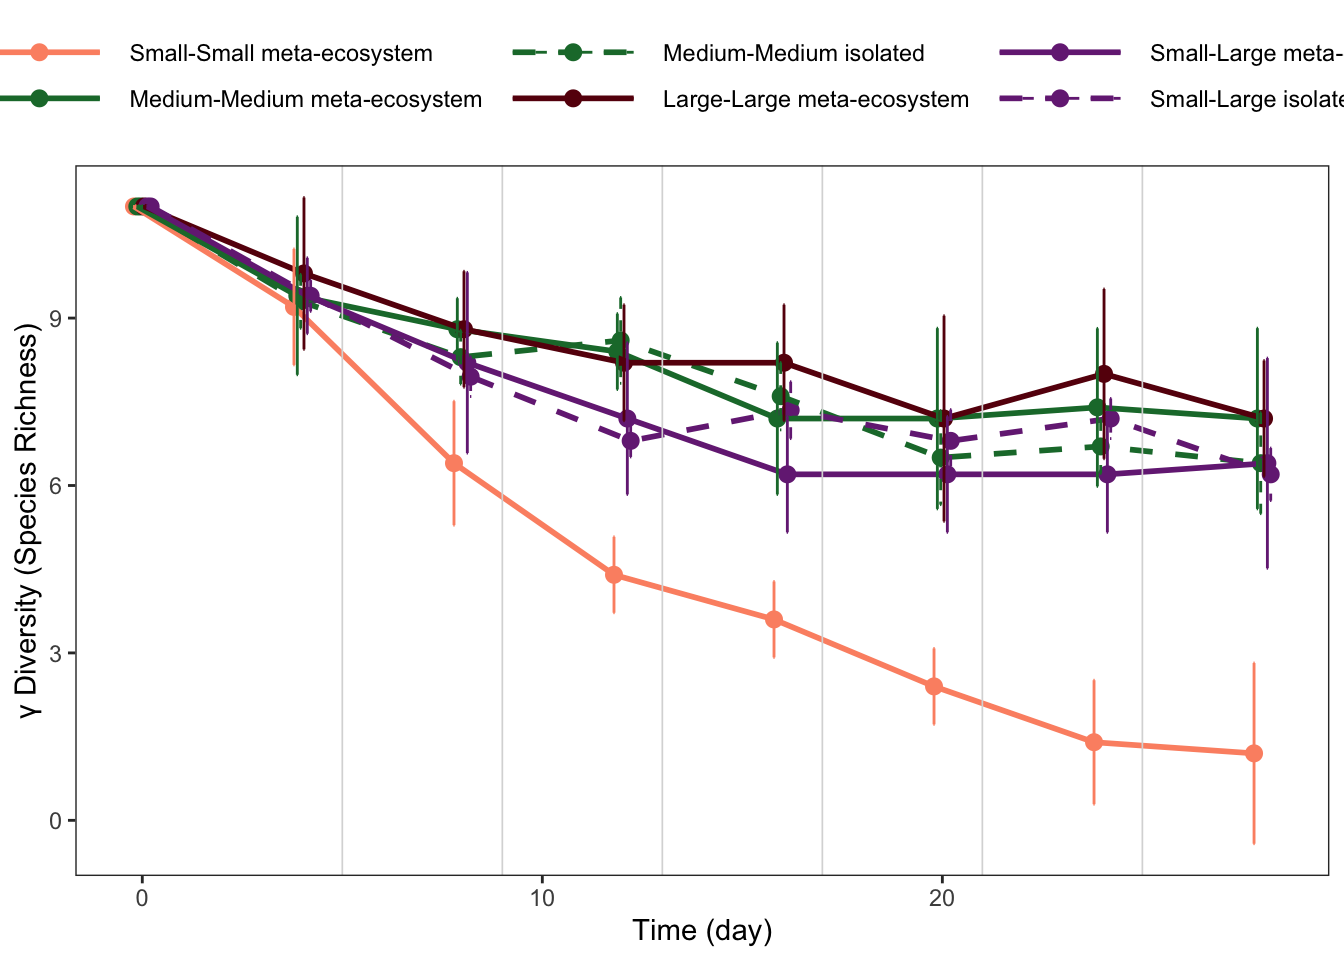 Small-Small meta-ecosystem Medium-Medium isolated Small-Large meta-
Medium-Medium meta-ecosystem Large-Large meta-ecosystem Small-Large isolate
9
6
3
0
γ Diversity (Species Richness)
0 10 20
Time (day)